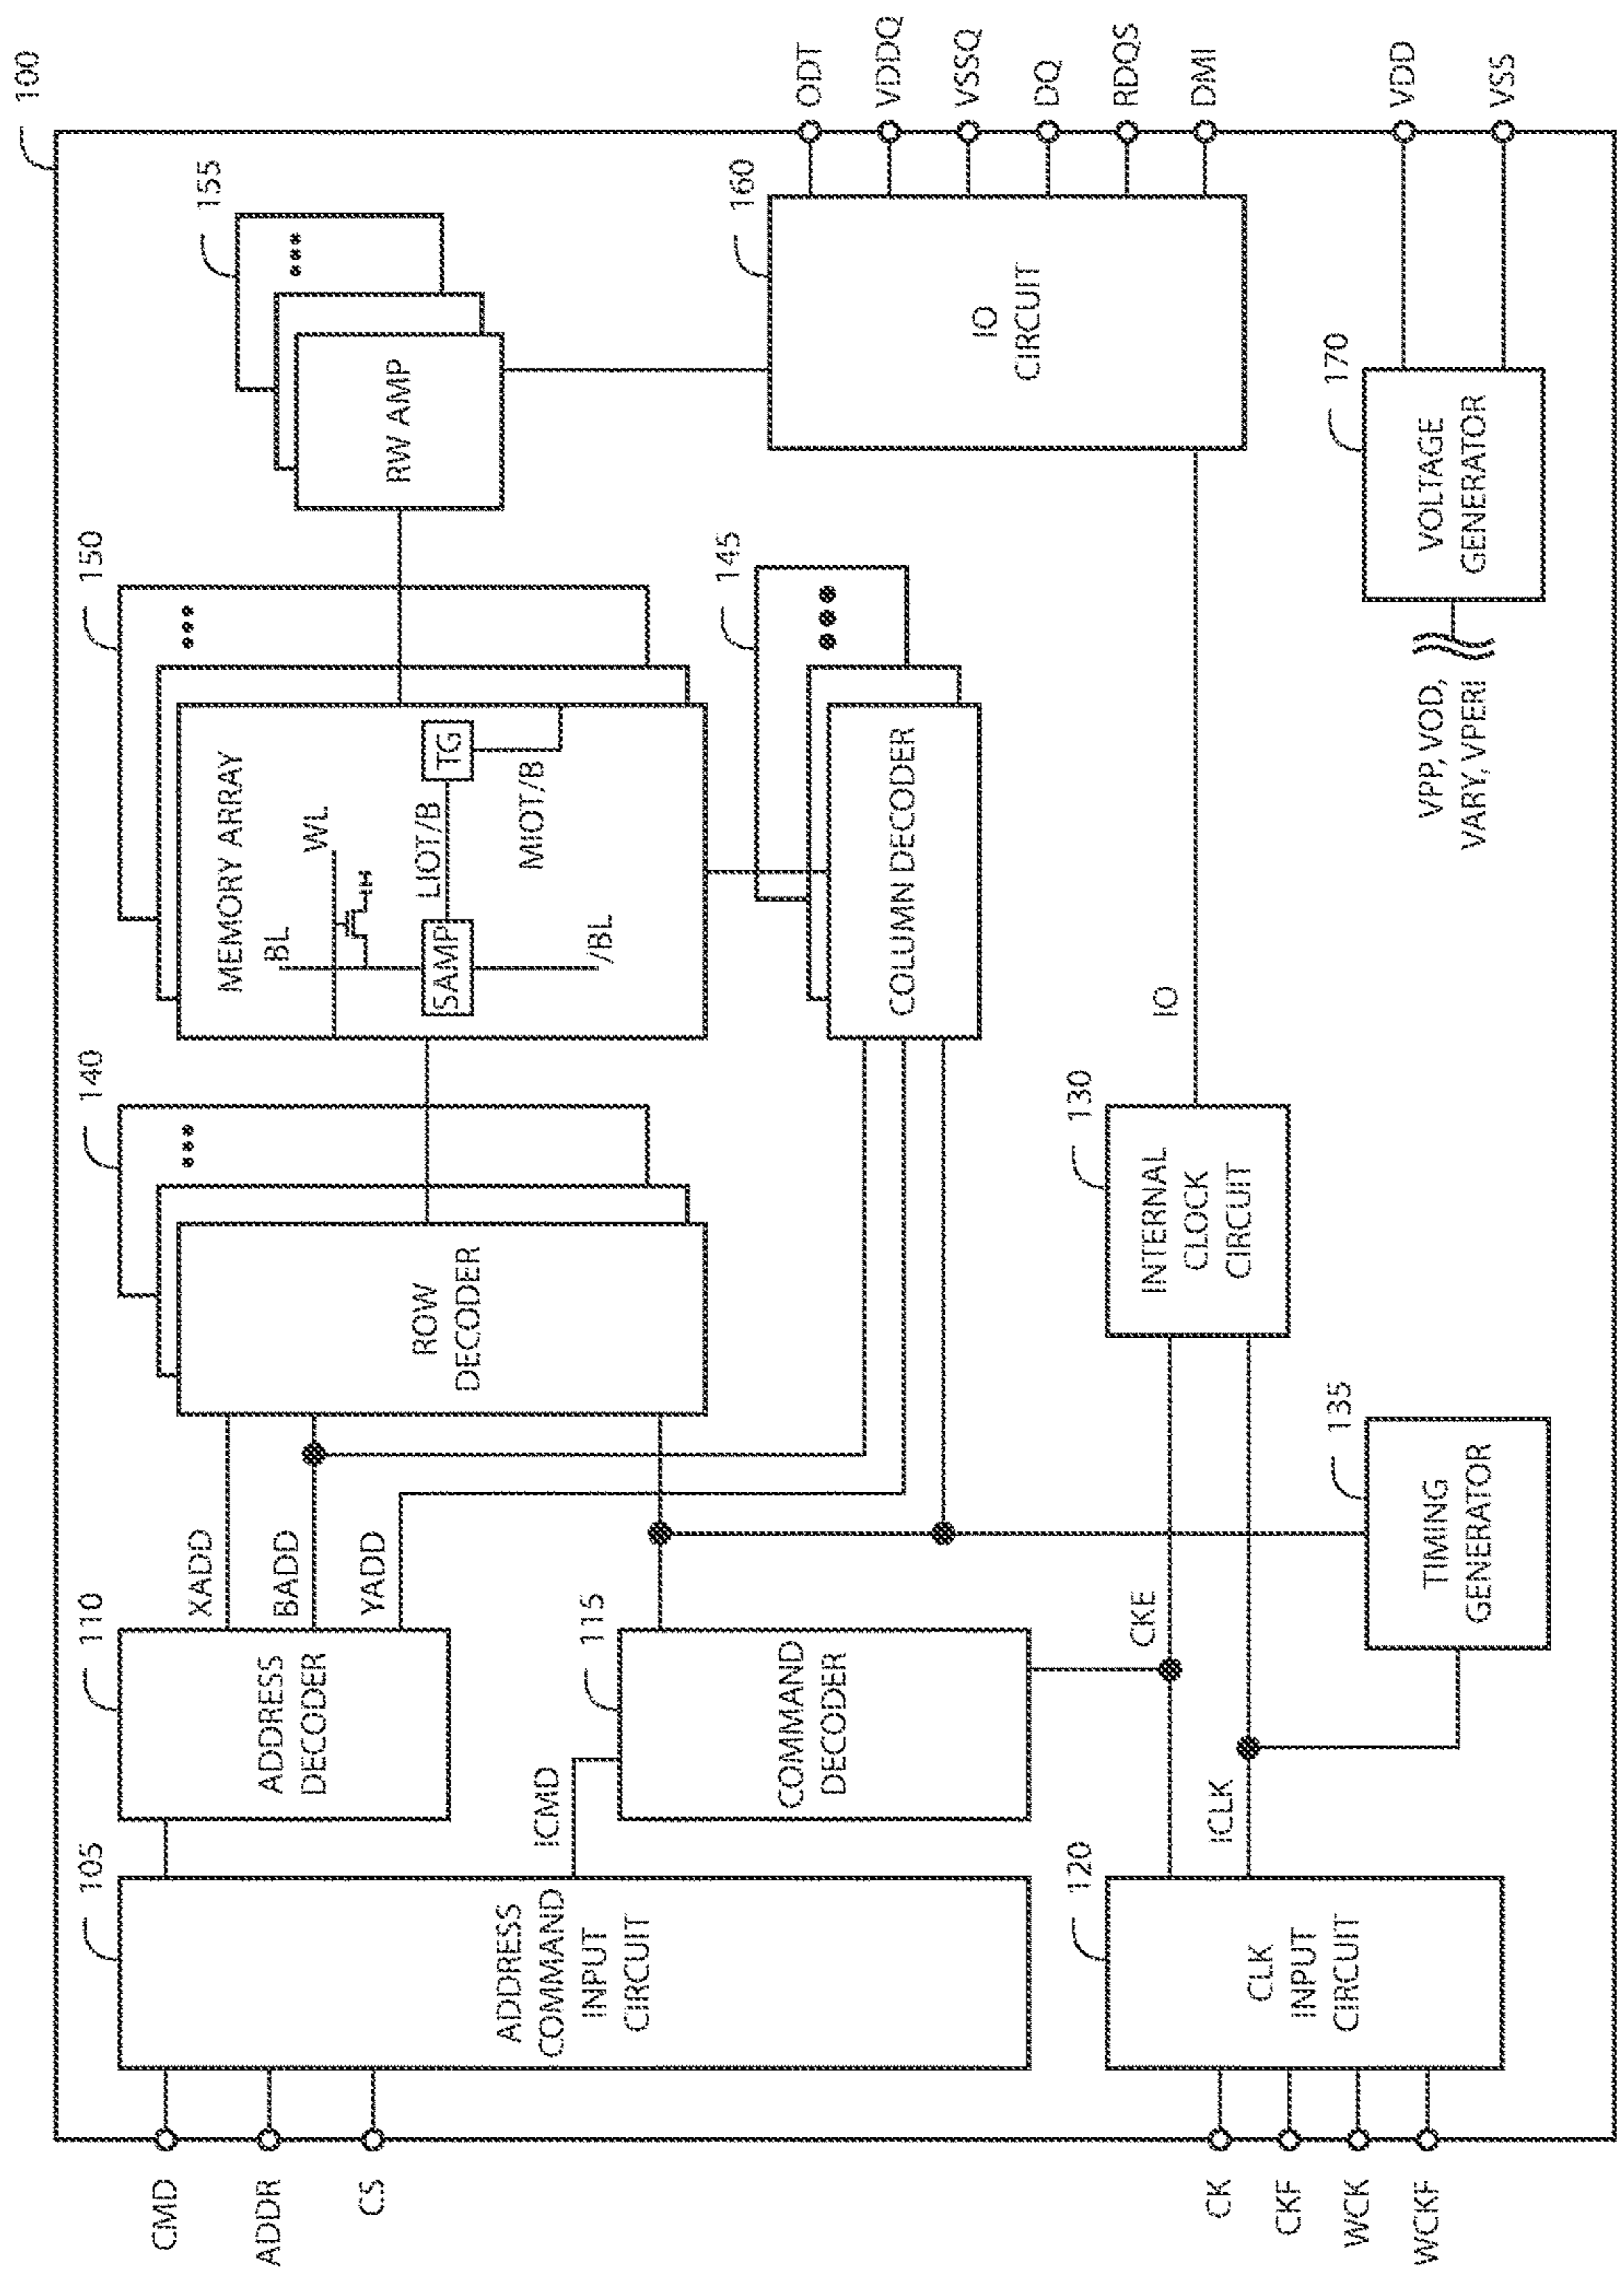 100
CMD
ADDR
CS
CK
CKF
WCK
WCKF
105
ADDRESS
COMMAND
INPUT
CIRCUIT
110
ADDRESS
DECODER
XADD
BADD
YADD
ICMD
115
COMMAND
DECODER
120
CLK
INPUT
CIRCUIT
CKE
ICLK
135
TIMING
GENERATOR
130
INTERNAL
CLOCK
CIRCUIT
IO
140
ROW
DECODER
150
MEMORY ARRAY
BL
WL
SAMP
LIOT/B
TG
MIOT/B
/BL
145
COLUMN DECODER
155
RW AMP
160
IO
CIRCUIT
170
VOLTAGE
GENERATOR
VPP, VOD,
VARY, VPERI
ODT
VDDQ
VSSQ
DQ
RDQS
DMI
VDD
VSS